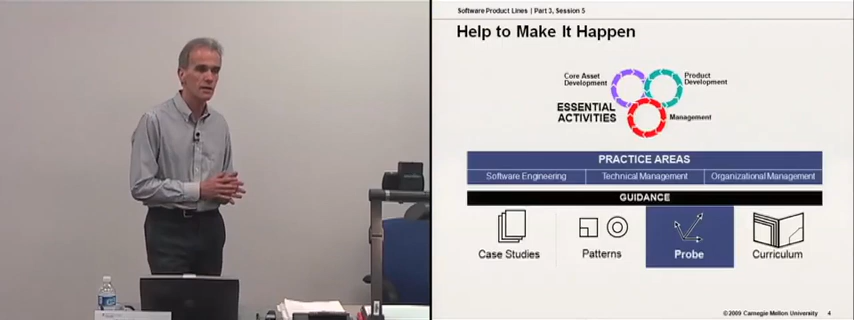 Software Product Lines | Part 3, Session 5
Help to Make It Happen
Core Asset
Development
Product
Development
ESSENTIAL
ACTIVITIES
Management
PRACTICE AREAS
Software Engineering
Technical Management
Organizational Management
GUIDANCE
Case Studies
Patterns
Probe
Curriculum
© 2009 Carnegie Mellon University
4